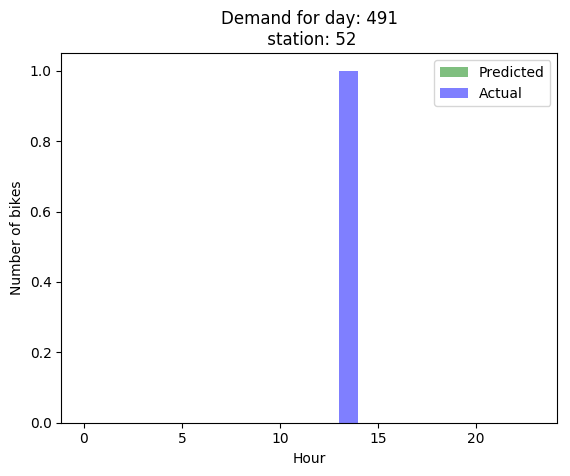 Demand for day: 491
station: 52
Predicted
Actual
1.0
0.8
0.6
0.4
0.2
0.0
Number of bikes
0 5 10 15 20
Hour